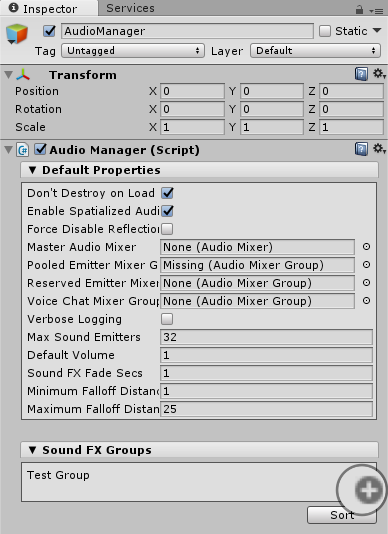 Inspector Services
AudioManager Static
Tag Untagged Layer Default
Transform
Position X 0 Y 0 Z 0
Rotation X 0 Y 0 Z 0
Scale X 1 Y 1 Z 1
Audio Manager (Script)
Default Properties
Don't Destroy on Load
Enable Spatialized Audi
Force Disable Reflection
Master Audio Mixer None (Audio Mixer)
Pooled Emitter Mixer G Missing (Audio Mixer Group)
Reserved Emitter Mixer None (Audio Mixer Group)
Voice Chat Mixer Group None (Audio Mixer Group)
Verbose Logging
Max Sound Emitters 32
Default Volume 1
Sound FX Fade Secs 1
Minimum Falloff Distanc 1
Maximum Falloff Distan 25
Sound FX Groups
Test Group
Sort